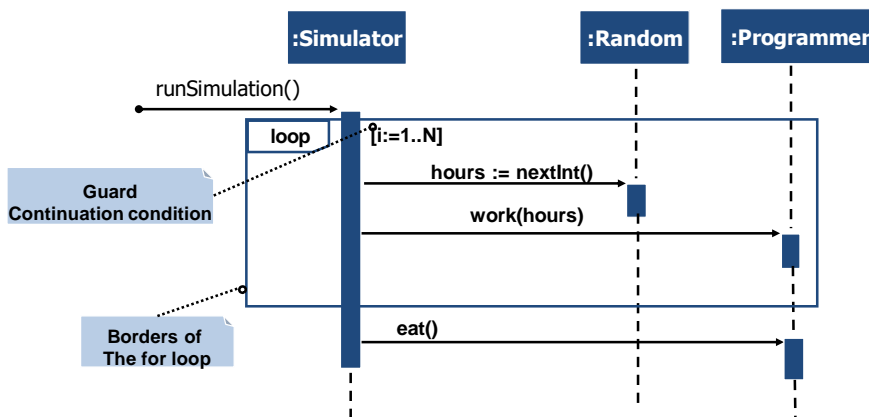 :Simulator
:Random
:Programmer
runSimulation()
loop
[i:=1..N]
hours := nextInt()
Guard
Continuation condition
work(hours)
Borders of
The for loop
eat()